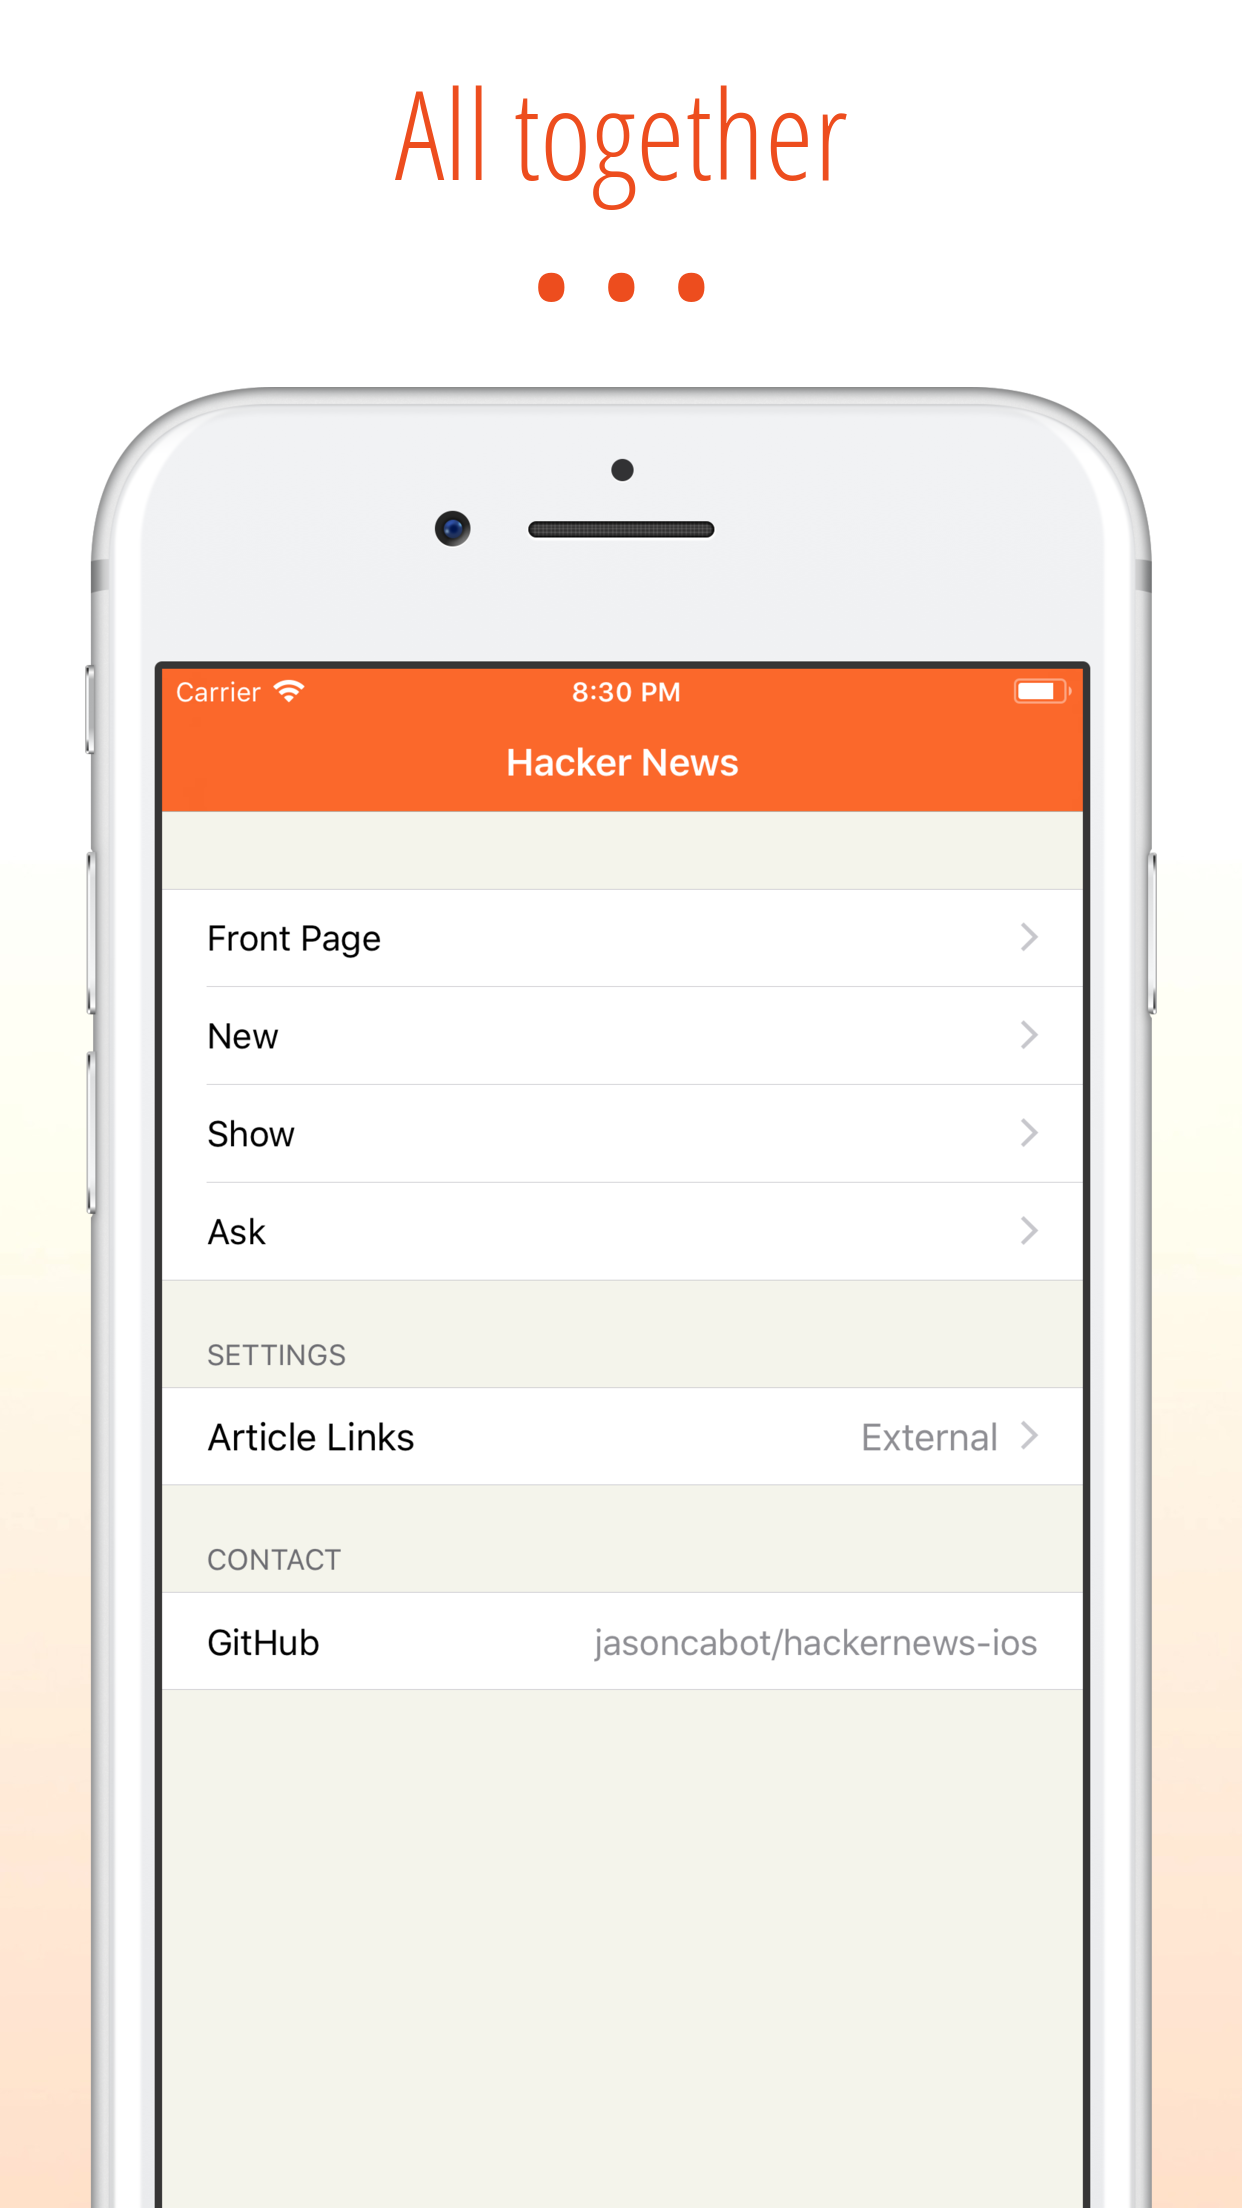 All together
Carrier 8:30 PM
Hacker News
Front Page
New
Show
Ask
SETTINGS
Article Links External
CONTACT
GitHub jasoncabot/hackernews-ios